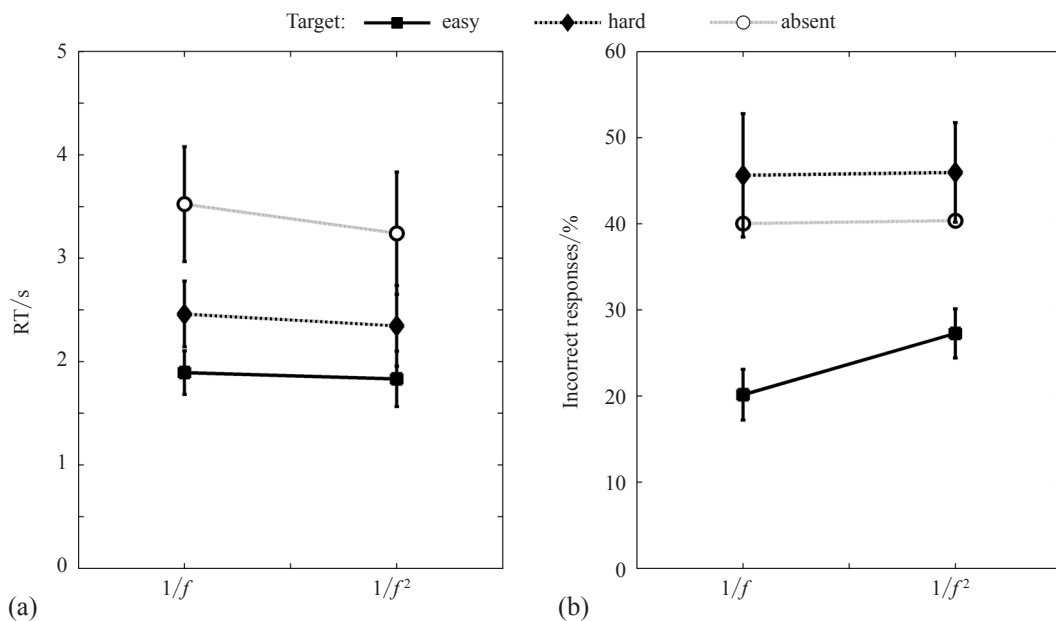 Target: easy hard absent
5
4
3
2
1
0
RT/s
1/f 1/f²
(a)
60
50
40
30
20
10
0
Incorrect responses/%
1/f 1/f²
(b)